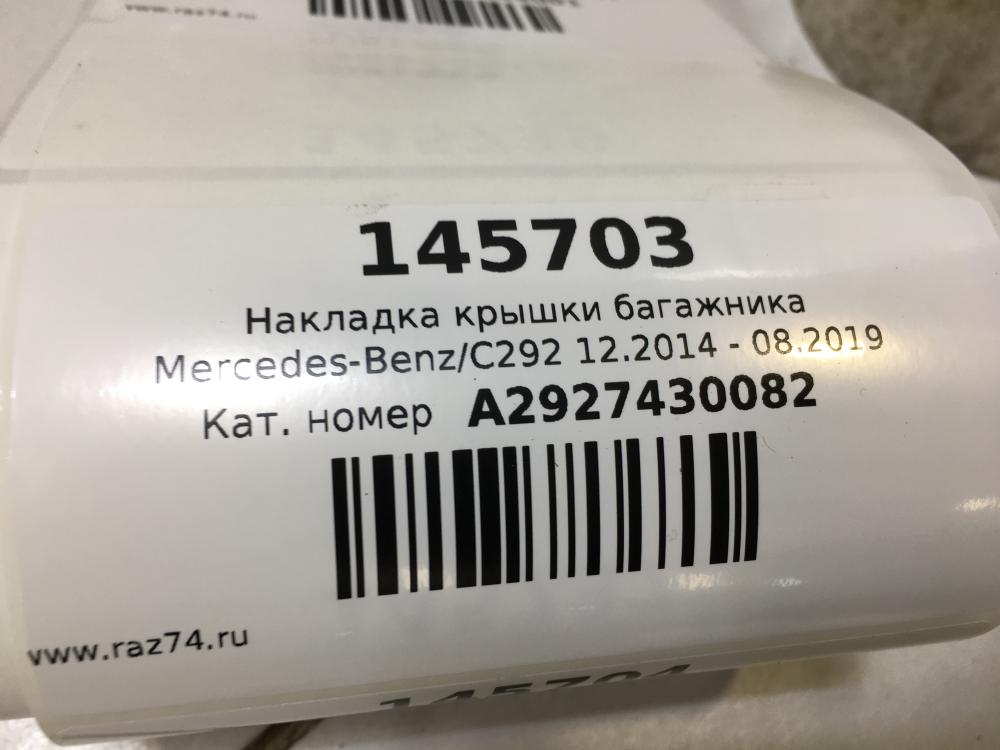 www.raz74.ru
145703
Накладка крышки багажника
Mercedes-Benz/C292 12.2014 - 08.2019
Кат. номер A2927430082
www.raz74.ru
145704